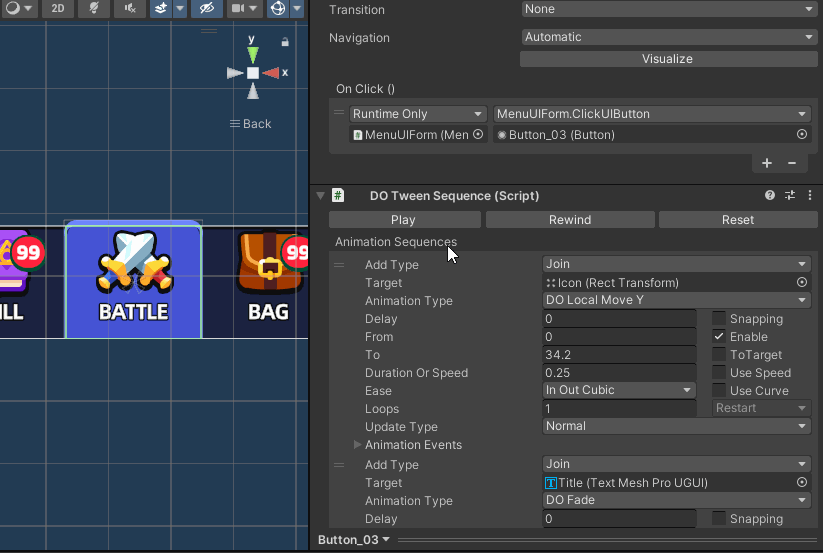 2D
y
x
Back
99
99
ILL
BATTLE
BAG
Transition None
Navigation Automatic
Visualize
On Click ()
Runtime Only MenuUIForm.ClickUIButton
MenuUIForm (Men Button_03 (Button)
+ −
# DO Tween Sequence (Script)
Play Rewind Reset
Animation Sequences
Add Type Join
Target Icon (Rect Transform)
Animation Type DO Local Move Y
Delay 0 Snapping
From 0 Enable
To 34.2 ToTarget
Duration Or Speed 0.25 Use Speed
Ease In Out Cubic Use Curve
Loops 1 Restart
Update Type Normal
Animation Events
Add Type Join
Target Title (Text Mesh Pro UGUI)
Animation Type DO Fade
Delay 0 Snapping
Button_03